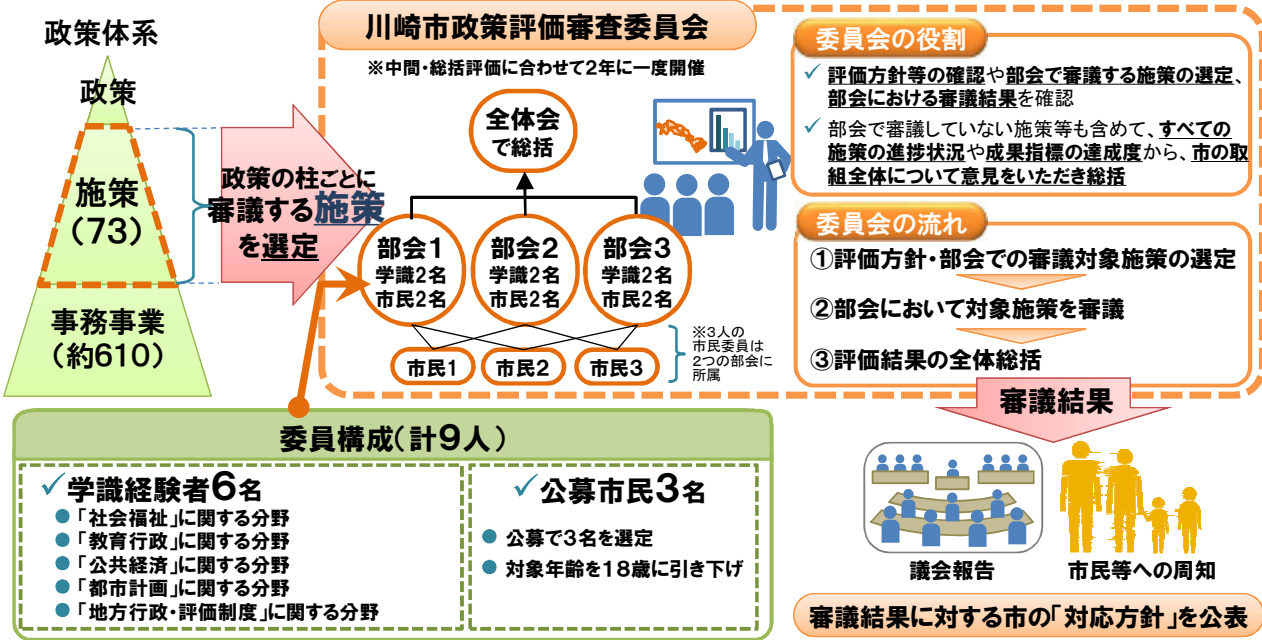 政策体系
政策
施策
(73)
事務事業
(約610)
政策の柱ごとに
審議する施策
を選定
川崎市政策評価審査委員会
※中間・総括評価に合わせて2年に一度開催
全体会
で総括
部会1
学識2名
市民2名
部会2
学識2名
市民2名
部会3
学識2名
市民2名
市民1
市民2
市民3
※3人の
市民委員は
2つの部会に
所属
委員会の役割
✓ 評価方針等の確認や部会で審議する施策の選定、
部会における審議結果を確認
✓ 部会で審議していない施策等も含めて、すべての
施策の進捗状況や成果指標の達成度から、市の取
組全体について意見をいただき総括
委員会の流れ
①評価方針・部会での審議対象施策の選定
②部会において対象施策を審議
③評価結果の全体総括
審議結果
委員構成(計9人)
✓学識経験者6名
●「社会福祉」に関する分野
●「教育行政」に関する分野
●「公共経済」に関する分野
●「都市計画」に関する分野
●「地方行政・評価制度」に関する分野
✓公募市民3名
● 公募で3名を選定
● 対象年齢を18歳に引き下げ
議会報告
市民等への周知
審議結果に対する市の「対応方針」を公表